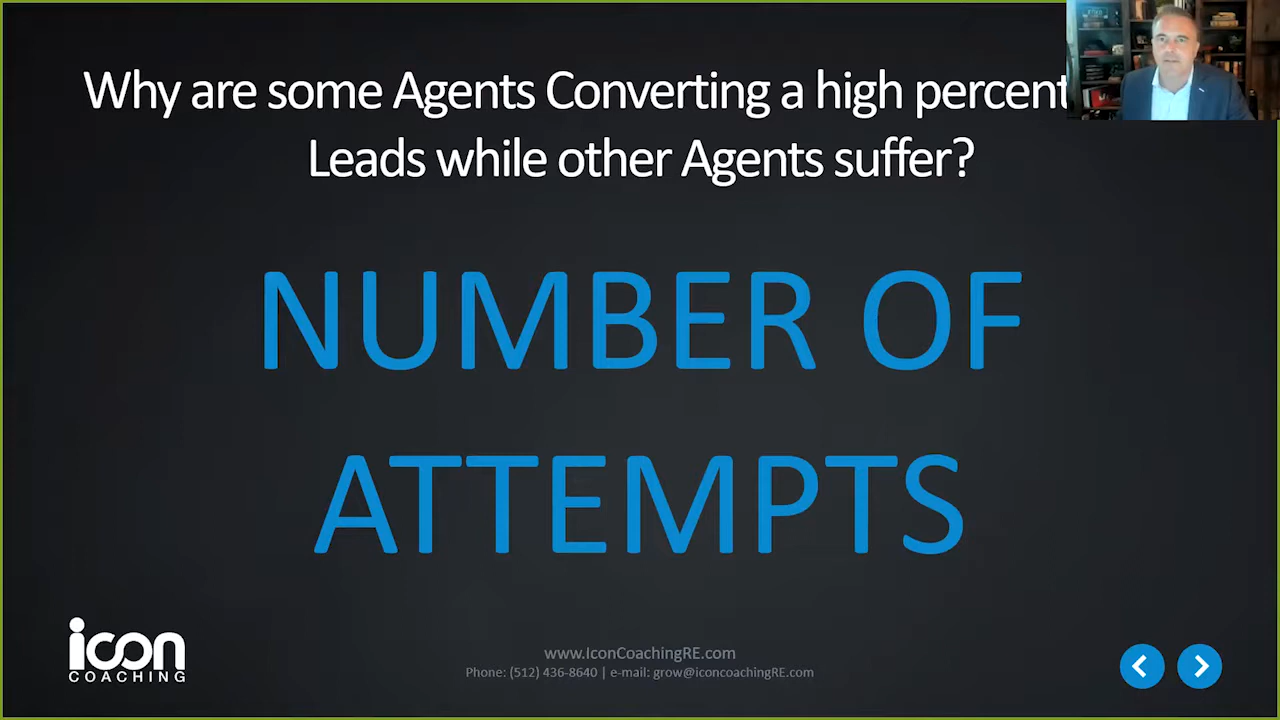 Why are some Agents Converting a high percent
Leads while other Agents suffer?
NUMBER OF
ATTEMPTS
icon
COACHING
www.IconCoachingRE.com
Phone: (512) 436-8640 | e-mail: grow@iconcoachingRE.com